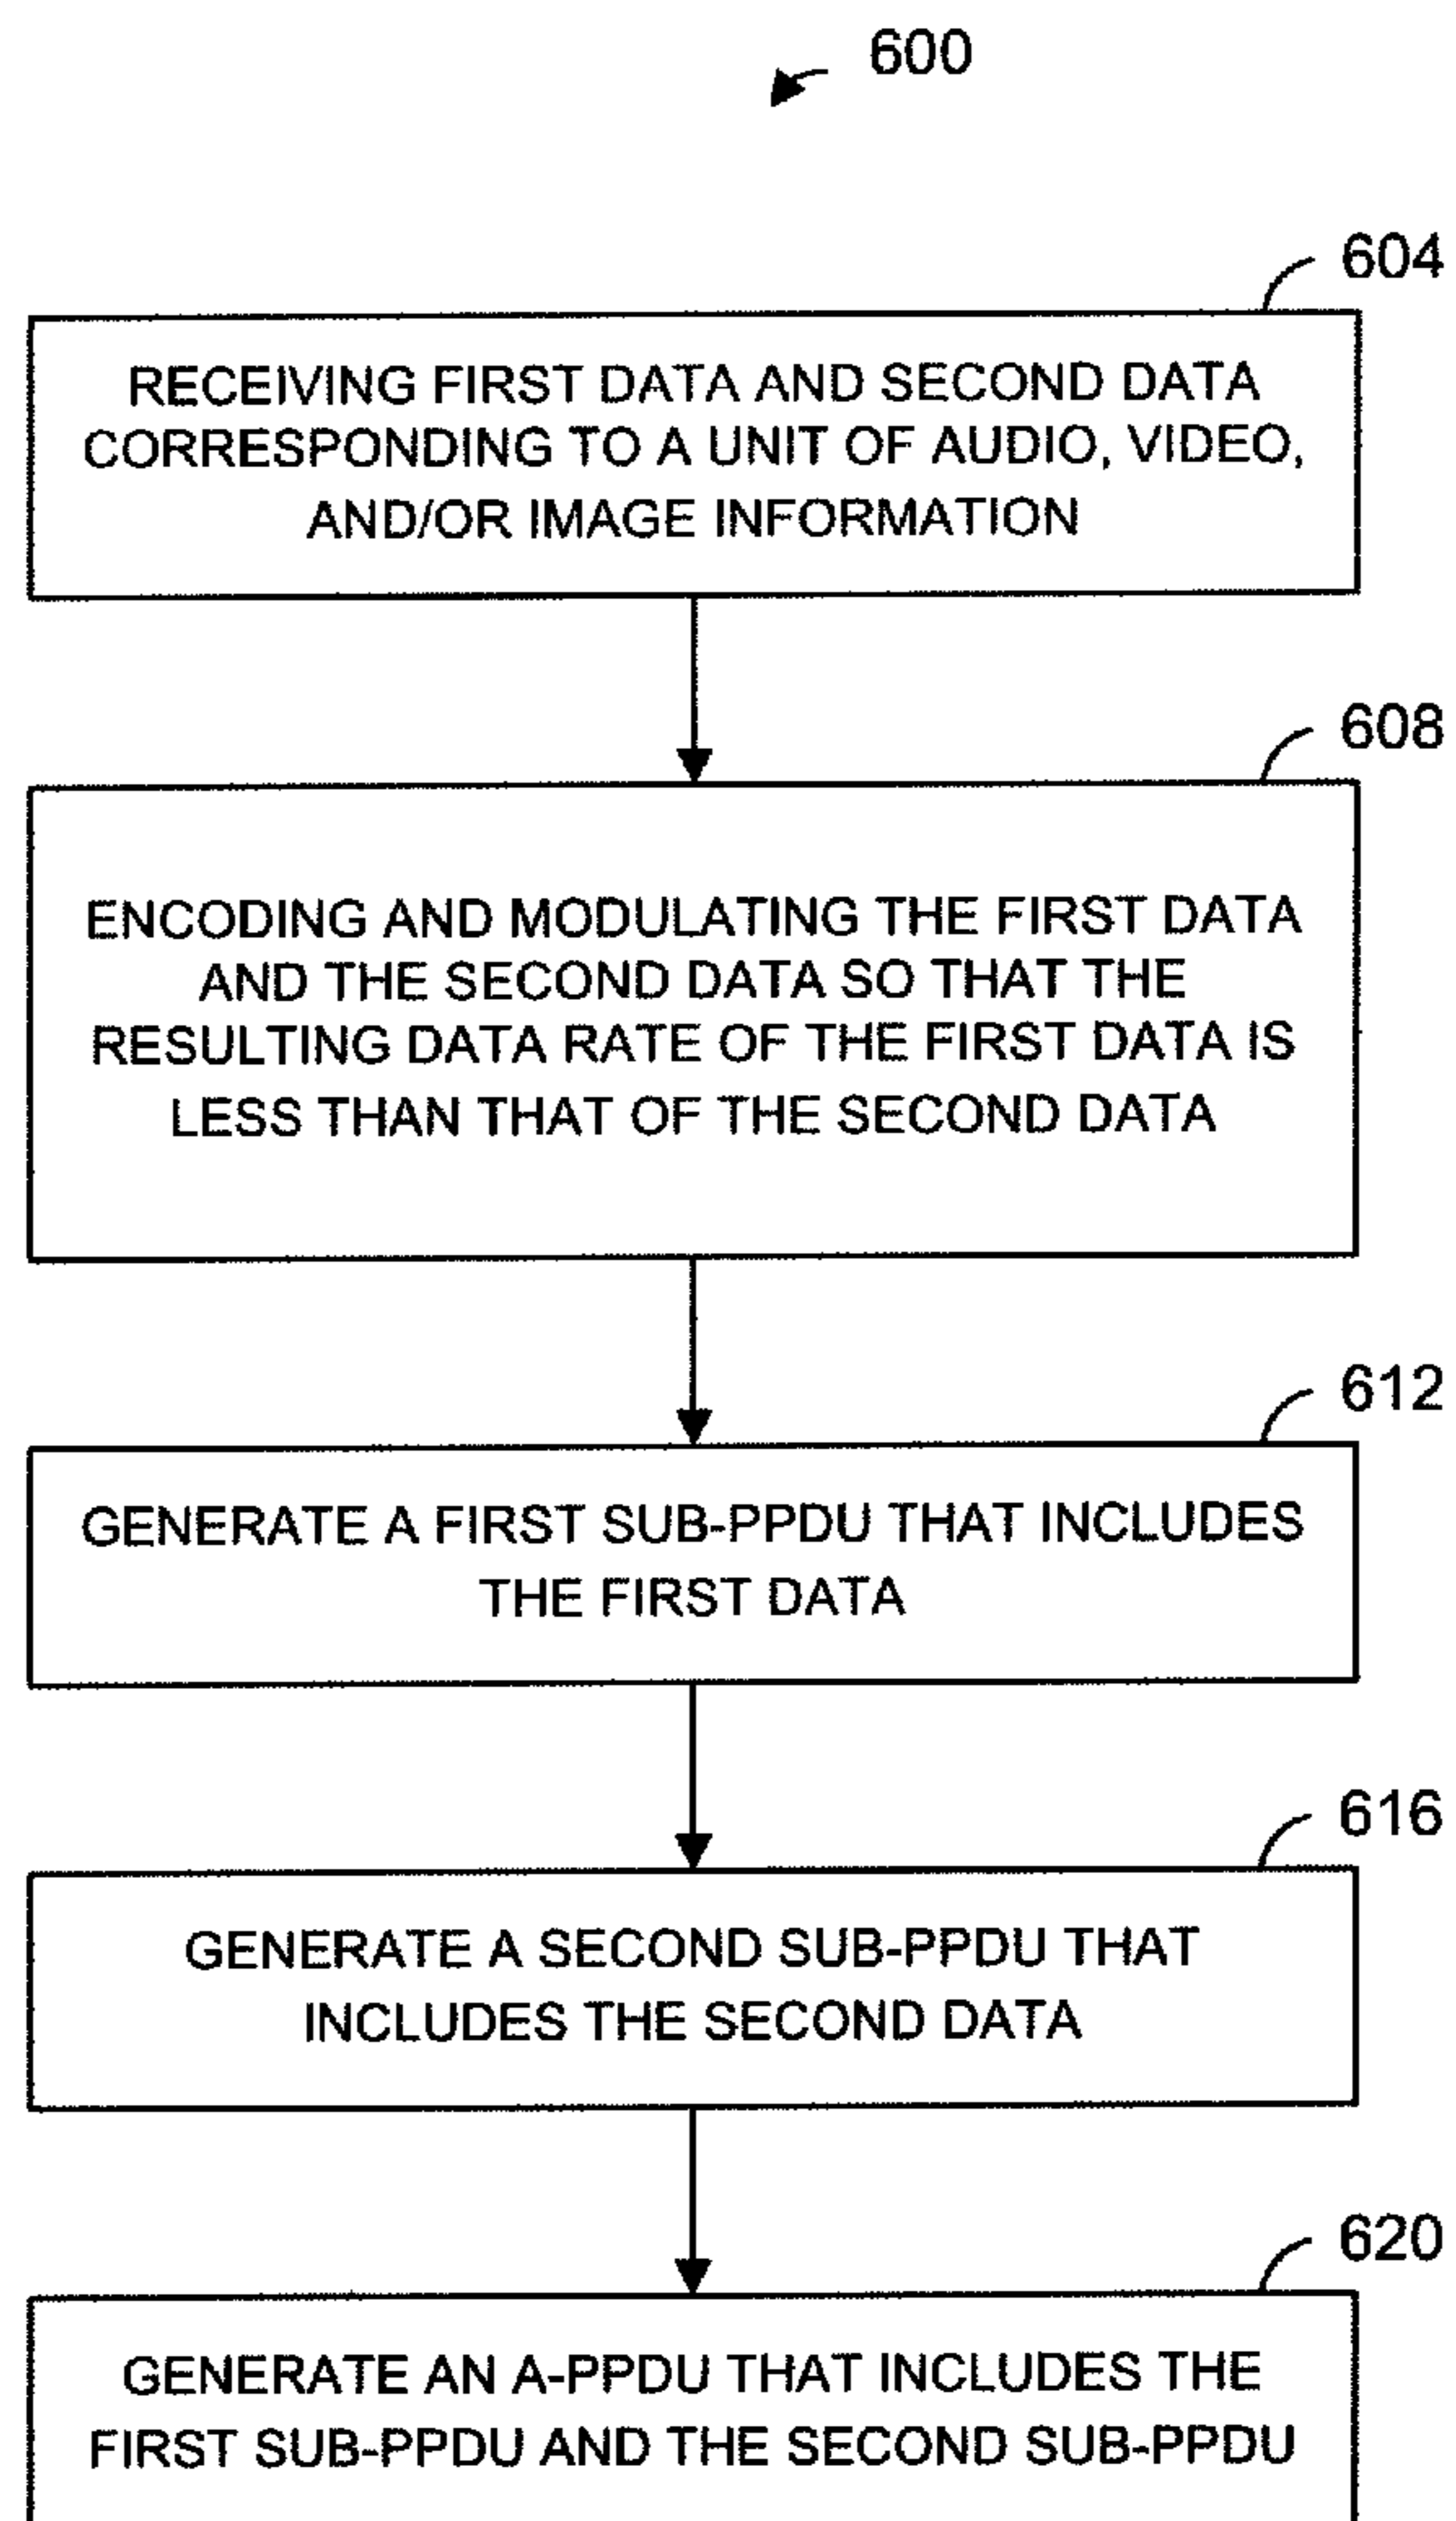 600
604
RECEIVING FIRST DATA AND SECOND DATA
CORRESPONDING TO A UNIT OF AUDIO, VIDEO,
AND/OR IMAGE INFORMATION
608
ENCODING AND MODULATING THE FIRST DATA
AND THE SECOND DATA SO THAT THE
RESULTING DATA RATE OF THE FIRST DATA IS
LESS THAN THAT OF THE SECOND DATA
612
GENERATE A FIRST SUB-PPDU THAT INCLUDES
THE FIRST DATA
616
GENERATE A SECOND SUB-PPDU THAT
INCLUDES THE SECOND DATA
620
GENERATE AN A-PPDU THAT INCLUDES THE
FIRST SUB-PPDU AND THE SECOND SUB-PPDU